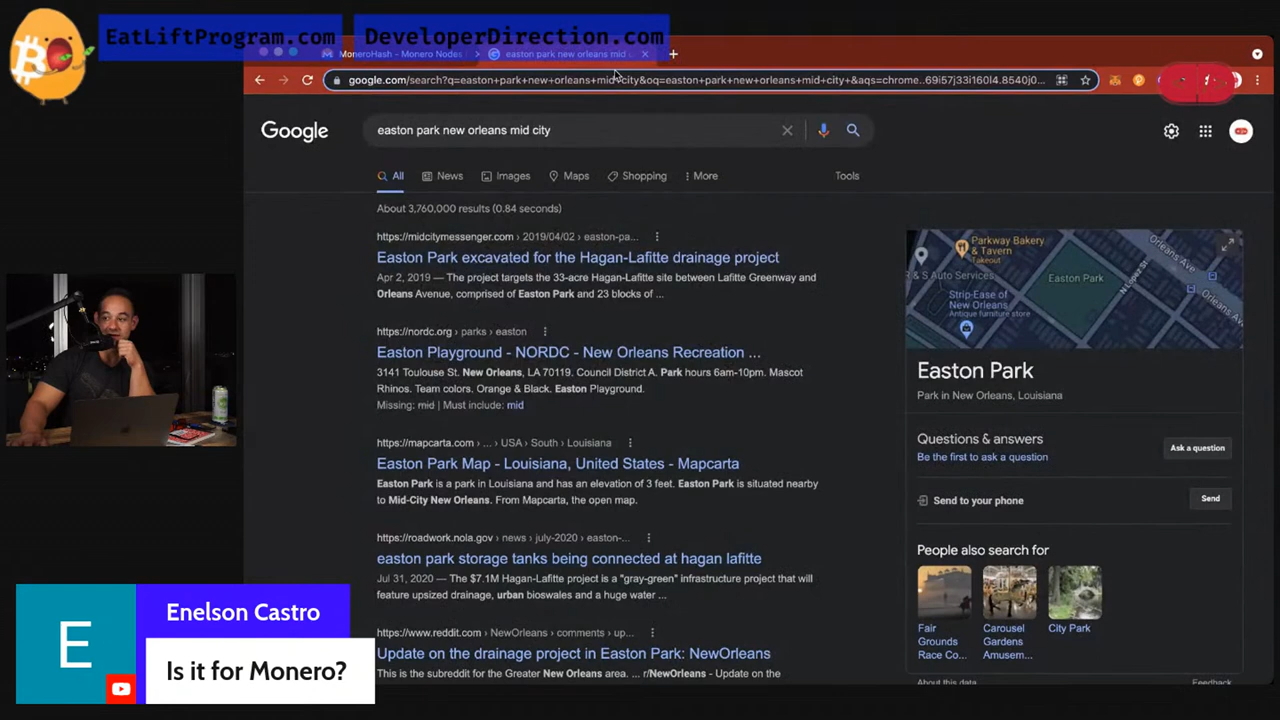 EatLiftProgram.com
DeveloperDirection.com
MoneroHash - Monero Nodes
easton park new orleans mid
google.com/search?q=easton+park+new+orleans+mid+city&oq=easton+park+new+orleans+mid+city+&aqs=chrome..69i57j33i160l4.8540j0...
Google
easton park new orleans mid city
All
News
Images
Maps
Shopping
More
Tools
About 3,760,000 results (0.84 seconds)
https://midcitymessenger.com › 2019/04/02 › easton-pa...
Easton Park excavated for the Hagan-Lafitte drainage project
Apr 2, 2019 — The project targets the 33-acre Hagan-Lafitte site between Lafitte Greenway and
Orleans Avenue, comprised of Easton Park and 23 blocks of ...
https://nordc.org › parks › easton
Easton Playground - NORDC - New Orleans Recreation ...
3141 Toulouse St. New Orleans, LA 70119. Council District A. Park hours 6am-10pm. Mascot
Rhinos. Team colors. Orange & Black. Easton Playground.
Missing: mid | Must include: mid
https://mapcarta.com › ... › USA › South › Louisiana
Easton Park Map - Louisiana, United States - Mapcarta
Easton Park is a park in Louisiana and has an elevation of 3 feet. Easton Park is situated nearby
to Mid-City New Orleans. From Mapcarta, the open map.
https://roadwork.nola.gov › news › july-2020 › easton-...
easton park storage tanks being connected at hagan lafitte
Jul 31, 2020 — The $7.1M Hagan-Lafitte project is a "gray-green" infrastructure project that will
feature upsized drainage, urban bioswales and a huge water ...
https://www.reddit.com › NewOrleans › comments › up...
Update on the drainage project in Easton Park: NewOrleans
This is the subreddit for the Greater New Orleans area. ... r/NewOrleans - Update on the
Parkway Bakery
& Tavern
Takeout
R & S Auto Services
Strip-Ease of
New Orleans
Antique furniture store
Easton Park
N Lopez St
Orleans Ave
Orleans Ave
Easton Park
Park in New Orleans, Louisiana
Questions & answers
Be the first to ask a question
Ask a question
Send to your phone
Send
People also search for
Fair
Grounds
Race Co...
Carousel
Gardens
Amusem...
City Park
About this data
Feedback
E
Enelson Castro
Is it for Monero?